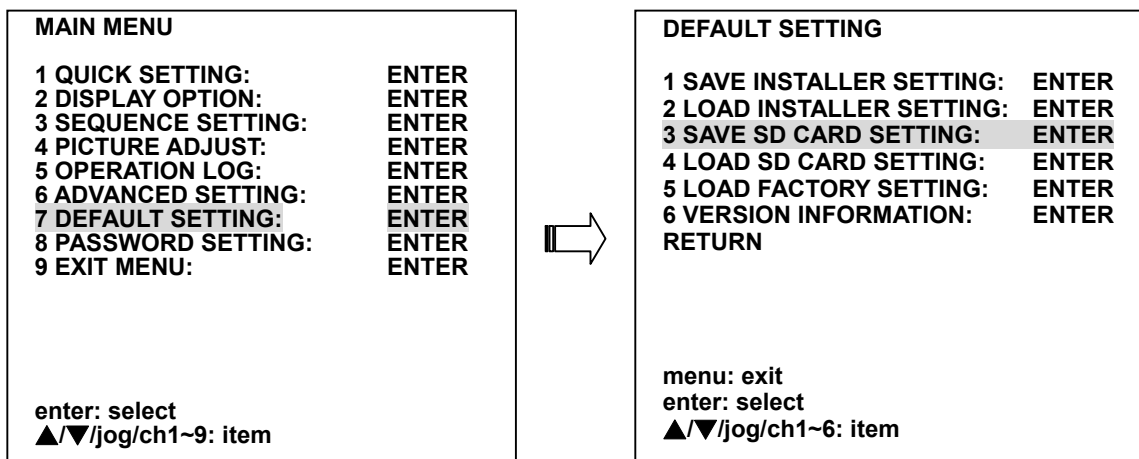 MAIN MENU
1 QUICK SETTING: ENTER
2 DISPLAY OPTION: ENTER
3 SEQUENCE SETTING: ENTER
4 PICTURE ADJUST: ENTER
5 OPERATION LOG: ENTER
6 ADVANCED SETTING: ENTER
7 DEFAULT SETTING: ENTER
8 PASSWORD SETTING: ENTER
9 EXIT MENU: ENTER
enter: select
▲/▼/jog/ch1~9: item
DEFAULT SETTING
1 SAVE INSTALLER SETTING: ENTER
2 LOAD INSTALLER SETTING: ENTER
3 SAVE SD CARD SETTING: ENTER
4 LOAD SD CARD SETTING: ENTER
5 LOAD FACTORY SETTING: ENTER
6 VERSION INFORMATION: ENTER
RETURN
menu: exit
enter: select
▲/▼/jog/ch1~6: item